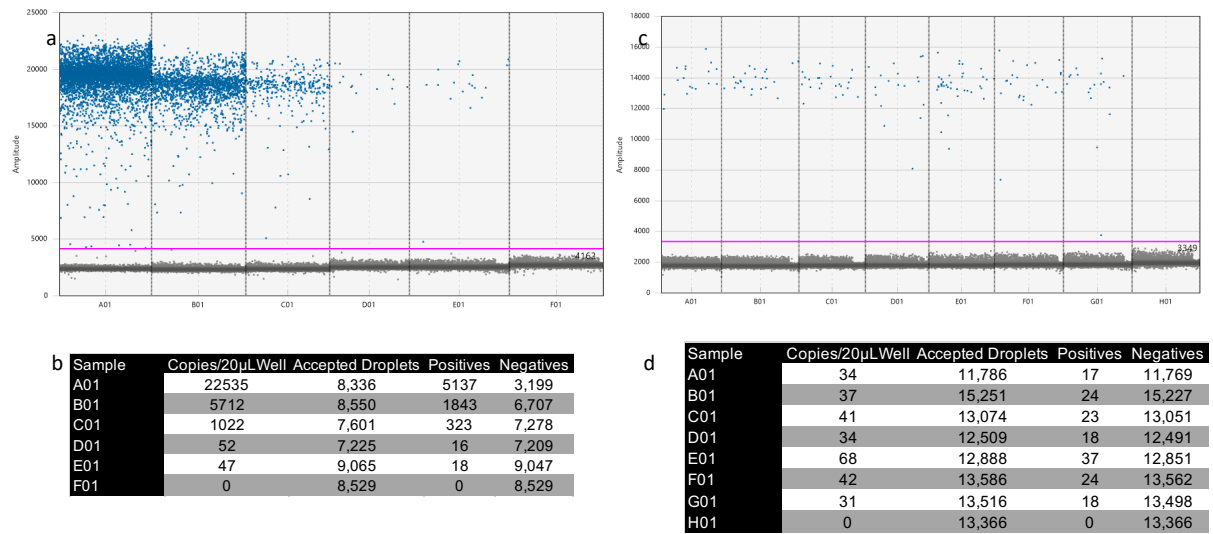 a
25000
20000
15000
10000
5000
0
Amplitude
4162
A01 B01 C01 D01 E01 F01
c
18000
16000
14000
12000
10000
8000
6000
4000
2000
0
Amplitude
3349
A01 B01 C01 D01 E01 F01 G01 H01
b
Sample Copies/20µLWell Accepted Droplets Positives Negatives
A01 22535 8,336 5137 3,199
B01 5712 8,550 1843 6,707
C01 1022 7,601 323 7,278
D01 52 7,225 16 7,209
E01 47 9,065 18 9,047
F01 0 8,529 0 8,529
d
Sample Copies/20µLWell Accepted Droplets Positives Negatives
A01 34 11,786 17 11,769
B01 37 15,251 24 15,227
C01 41 13,074 23 13,051
D01 34 12,509 18 12,491
E01 68 12,888 37 12,851
F01 42 13,586 24 13,562
G01 31 13,516 18 13,498
H01 0 13,366 0 13,366